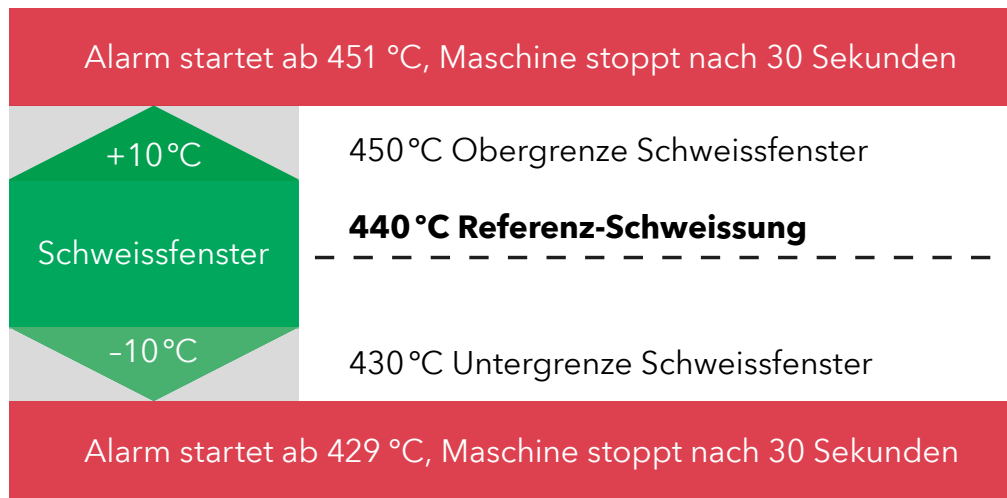 Alarm startet ab 451 °C, Maschine stoppt nach 30 Sekunden
+10 °C
450 °C Obergrenze Schweissfenster
440 °C Referenz-Schweissung
Schweissfenster
–10 °C
430 °C Untergrenze Schweissfenster
Alarm startet ab 429 °C, Maschine stoppt nach 30 Sekunden